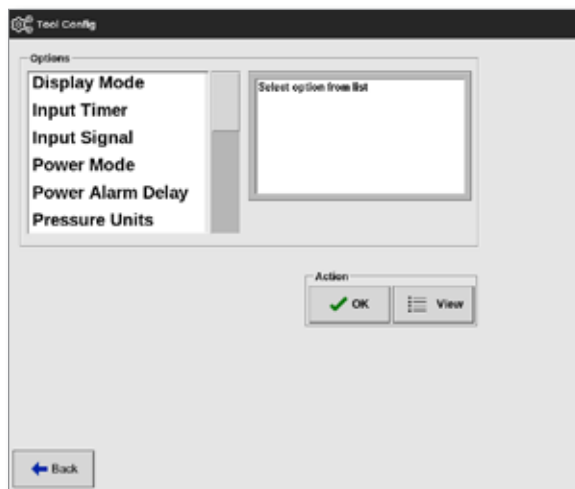 Tool Config
Options
Display Mode
Input Timer
Input Signal
Power Mode
Power Alarm Delay
Pressure Units
Select option from list
Action
OK
View
Back